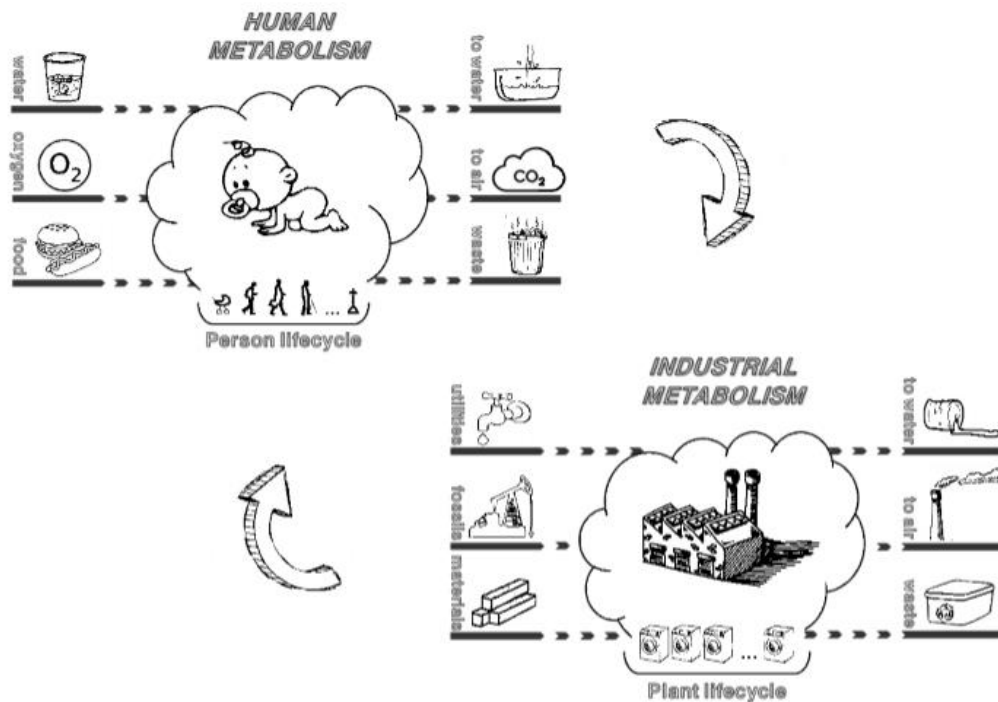 HUMAN
METABOLISM
water
to water
oxygen
O2
to air
CO2
food
waste
...
Person lifecycle
INDUSTRIAL
METABOLISM
utilities
to water
fossils
to air
materials
waste
...
Plant lifecycle